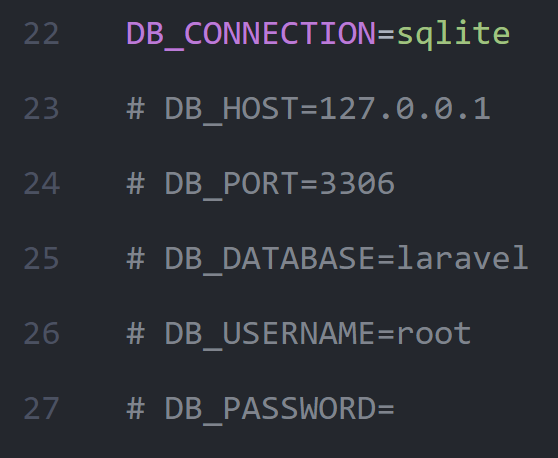 22 DB_CONNECTION=sqlite
23 # DB_HOST=127.0.0.1
24 # DB_PORT=3306
25 # DB_DATABASE=laravel
26 # DB_USERNAME=root
27 # DB_PASSWORD=